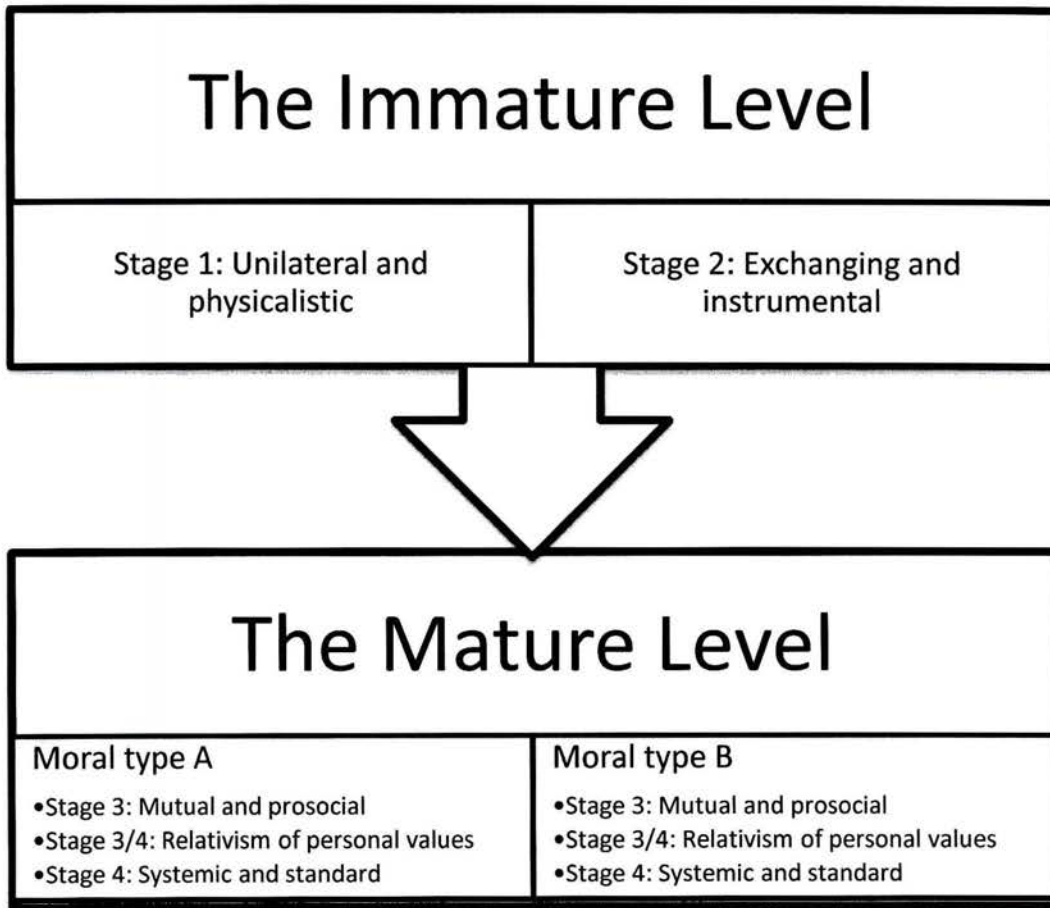 The Immature Level
Stage 1: Unilateral and
physicalistic
Stage 2: Exchanging and
instrumental
The Mature Level
Moral type A
•Stage 3: Mutual and prosocial
•Stage 3/4: Relativism of personal values
•Stage 4: Systemic and standard
Moral type B
•Stage 3: Mutual and prosocial
•Stage 3/4: Relativism of personal values
•Stage 4: Systemic and standard